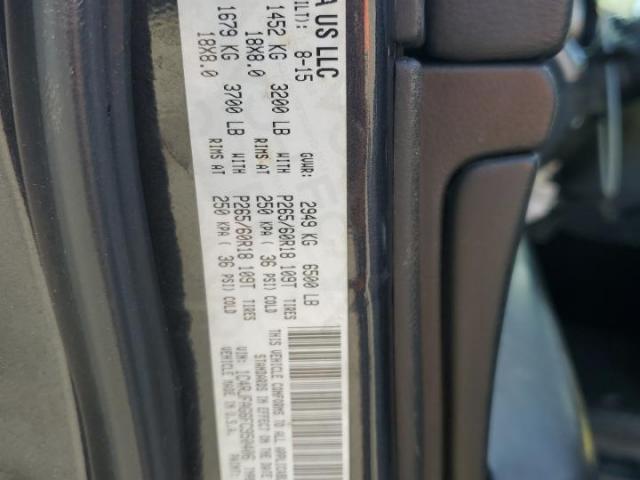 A US LLC
ILT): 8-15
GVWR: 2949 KG 6500 LB
1452 KG 3200 LB WITH P265/60R18 109T TIRES
18X8.0 RIMS AT 250 KPA ( 36 PSI) COLD
1679 KG 3700 LB WITH P265/60R18 109T TIRES
18X8.0 RIMS AT 250 KPA ( 36 PSI) COLD
THIS VEHICLE CONFORMS TO ALL APPLICAB
STANDARDS IN EFFECT ON THE DATE
VIN:
VEHICLE MADE IN U.S.A.
PAINT: